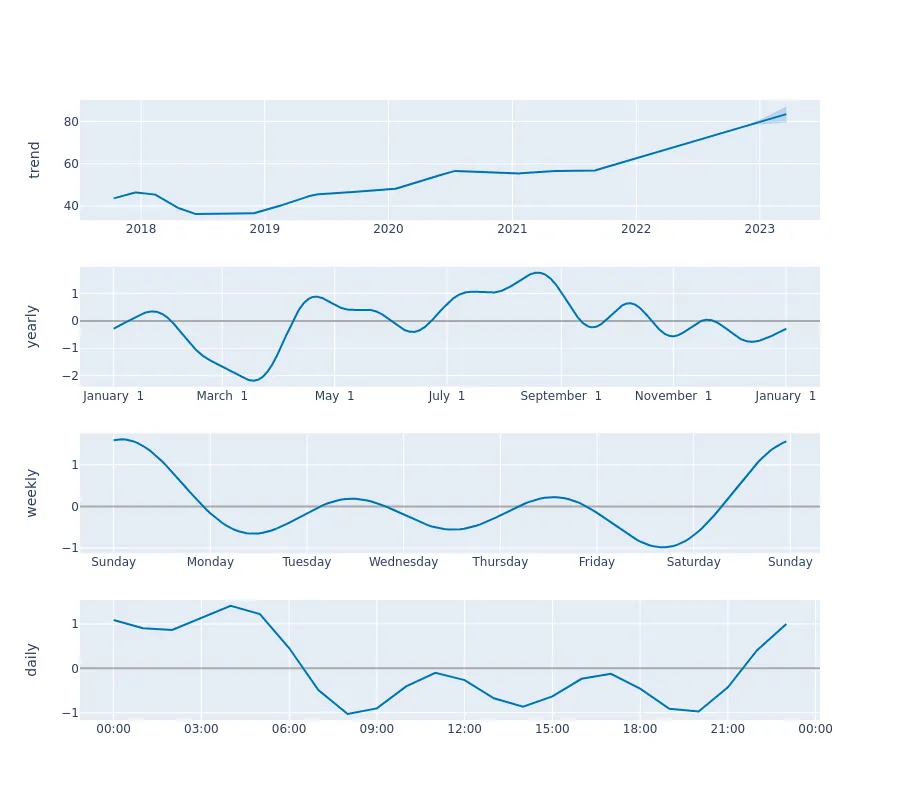 trend
80
60
40
2018 2019 2020 2021 2022 2023
yearly
1
0
−1
−2
January 1 March 1 May 1 July 1 September 1 November 1 January 1
weekly
1
0
−1
Sunday Monday Tuesday Wednesday Thursday Friday Saturday Sunday
daily
1
0
−1
00:00 03:00 06:00 09:00 12:00 15:00 18:00 21:00 00:00